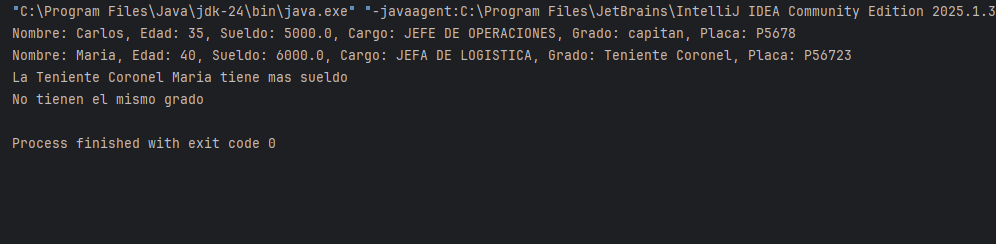 "C:\Program Files\Java\jdk-24\bin\java.exe" "-javaagent:C:\Program Files\JetBrains\IntelliJ IDEA Community Edition 2025.1.3
Nombre: Carlos, Edad: 35, Sueldo: 5000.0, Cargo: JEFE DE OPERACIONES, Grado: capitan, Placa: P5678
Nombre: Maria, Edad: 40, Sueldo: 6000.0, Cargo: JEFA DE LOGISTICA, Grado: Teniente Coronel, Placa: P56723
La Teniente Coronel Maria tiene mas sueldo
No tienen el mismo grado
Process finished with exit code 0